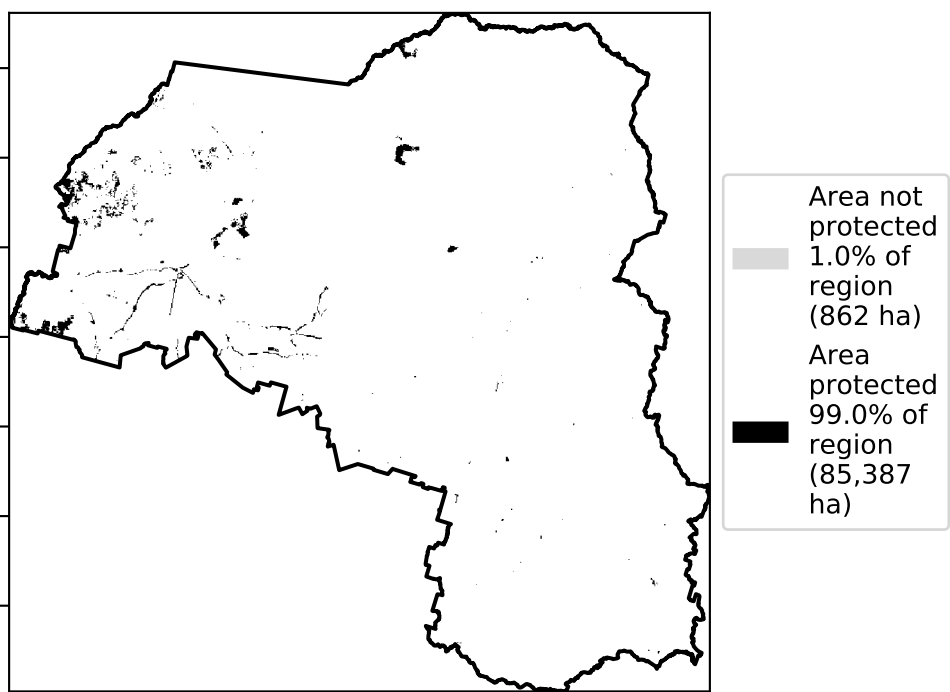 Area not
protected
1.0% of
region
(862 ha)
Area
protected
99.0% of
region
(85,387
ha)